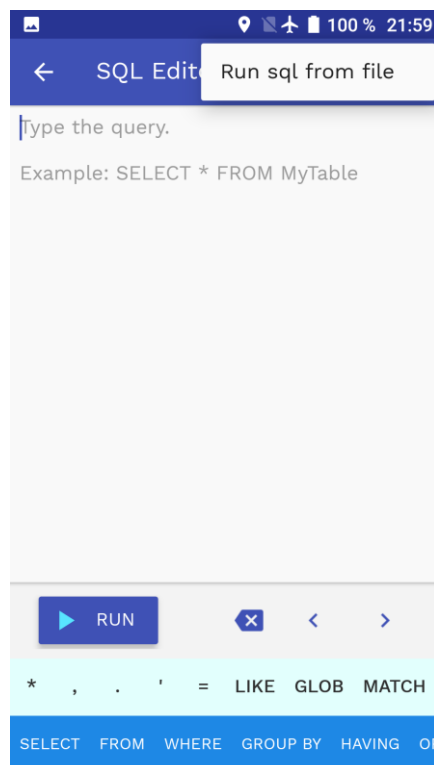 100 % 21:59
SQL Edito
Run sql from file
Type the query.
Example: SELECT * FROM MyTable
RUN
* , . ' = LIKE GLOB MATCH
SELECT FROM WHERE GROUP BY HAVING